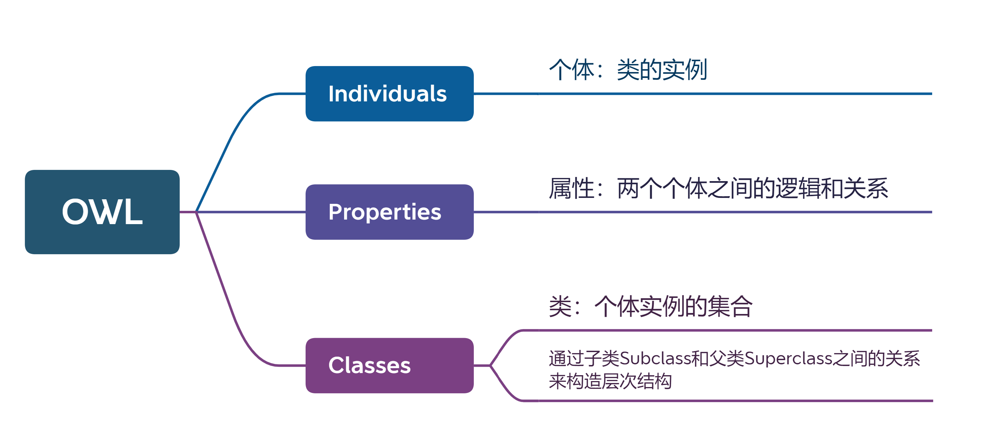 OWL
Individuals
个体：类的实例
Properties
属性：两个个体之间的逻辑和关系
Classes
类：个体实例的集合
通过子类Subclass和父类Superclass之间的关系
来构造层次结构